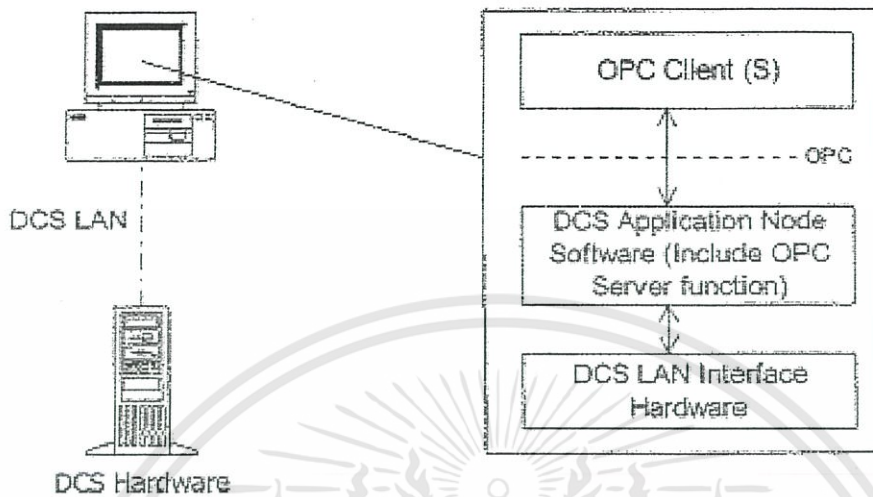 OPC Client (S)
OPC
DCS LAN
DCS Application Node
Software (Include OPC
Server function)
DCS LAN Interface
Hardware
DCS Hardware